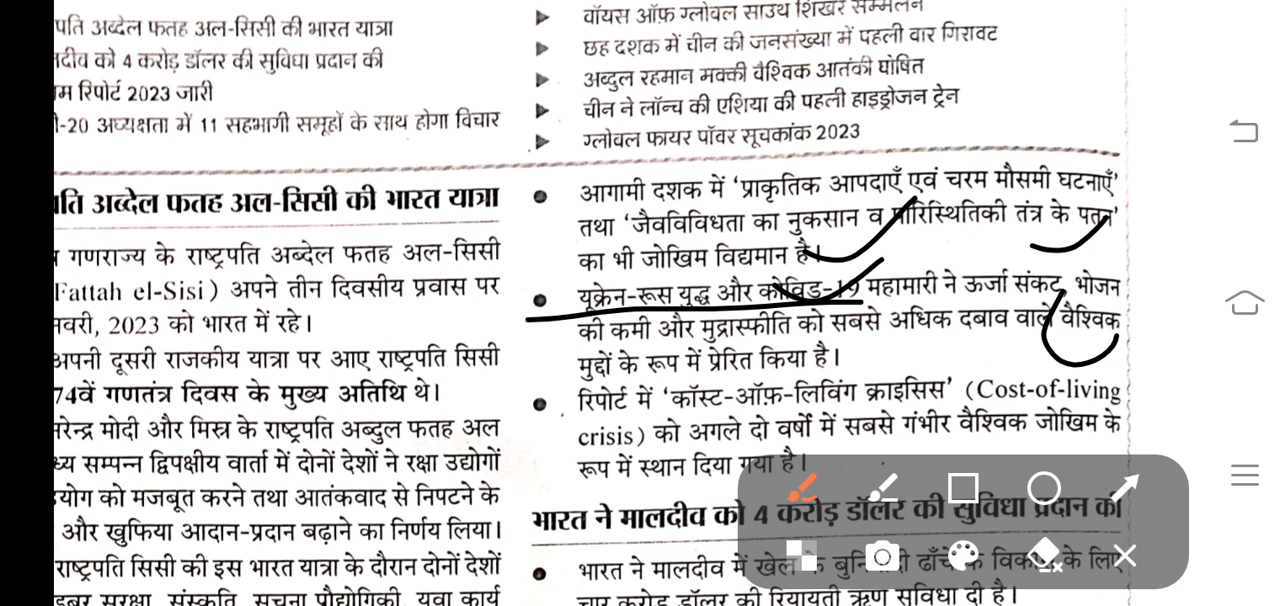 पति अब्देल फतह अल-सिसी की भारत यात्रा
को 4 करोड़ डॉलर की सुविधा प्रदान की
रिपोर्ट 2023 जारी
-20 अध्यक्षता में 11 सहभागी समूहों के साथ होगा विचार
वॉयस ऑफ़ ग्लोबल साउथ शिखर सम्मेलन
छह दशक में चीन की जनसंख्या में पहली बार गिरावट
अब्दुल रहमान मक्की वैश्विक आतंकी घोषित
चीन ने लॉन्च की एशिया की पहली हाइड्रोजन ट्रेन
ग्लोबल फायर पॉवर सूचकांक 2023
पति अब्देल फतह अल-सिसी की भारत यात्रा
गणराज्य के राष्ट्रपति अब्देल फतह अल-सिसी
Fattah el-Sisi) अपने तीन दिवसीय प्रवास पर
2023 को भारत में रहे।
अपनी दूसरी राजकीय यात्रा पर आए राष्ट्रपति सिसी
74वें गणतंत्र दिवस के मुख्य अतिथि थे।
मोदी और मिस्र के राष्ट्रपति अब्दुल फतह अल
सम्पन्न द्विपक्षीय वार्ता में दोनों देशों ने रक्षा उद्योगों
को मजबूत करने तथा आतंकवाद से निपटने के
और खुफिया आदान-प्रदान बढ़ाने का निर्णय लिया।
राष्ट्रपति सिसी की इस भारत यात्रा के दौरान दोनों देशों
सुरक्षा, संस्कृति, सूचना प्रौद्योगिकी, युवा कार्य
• आगामी दशक में ‘प्राकृतिक आपदाएँ एवं चरम मौसमी घटनाएँ’
तथा ‘जैवविविधता का नुकसान व पारिस्थितिकी तंत्र के पतन’
का भी जोखिम विद्यमान है।
• यूक्रेन-रूस युद्ध और कोविड-19 महामारी ने ऊर्जा संकट, भोजन
की कमी और मुद्रास्फीति को सबसे अधिक दबाव वाले वैश्विक
मुद्दों के रूप में प्रेरित किया है।
• रिपोर्ट में ‘कॉस्ट-ऑफ़-लिविंग क्राइसिस’ (Cost-of-living
crisis) को अगले दो वर्षों में सबसे गंभीर वैश्विक जोखिम के
रूप में स्थान दिया गया है।
भारत ने मालदीव को 4 करोड़ डॉलर की सुविधा प्रदान की
• भारत ने मालदीव में खेल के बुनियादी ढाँचे के विकास के लिए
चार करोड़ डॉलर की रियायती ऋण सुविधा दी है।